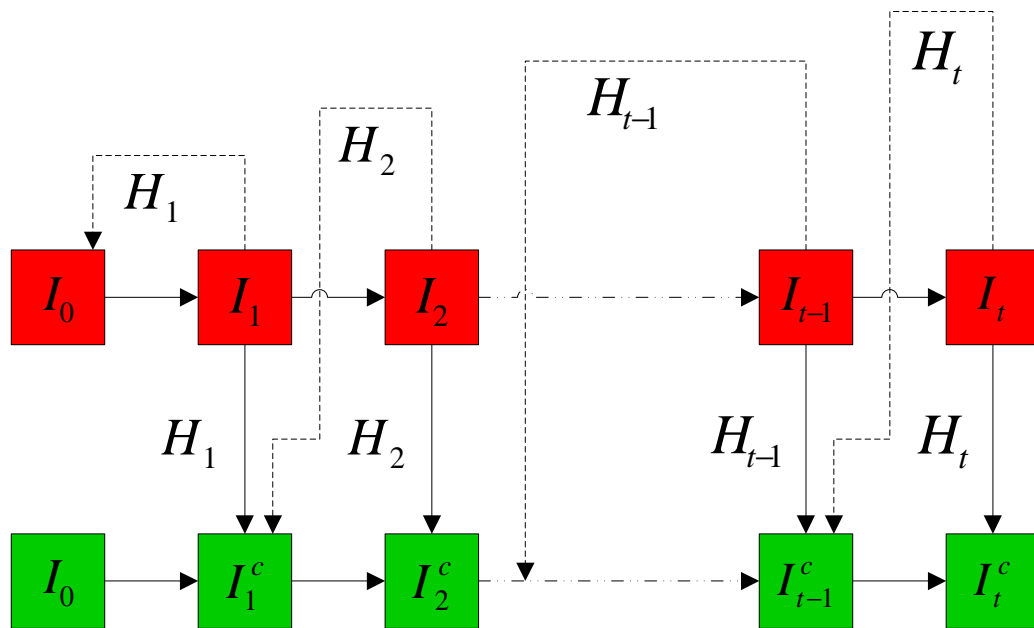 H_t
H_{t-1}
H_2
H_1
I_0 I_1 I_2 I_{t-1} I_t
H_1 H_2 H_{t-1} H_t
I_0 I_1^c I_2^c I_{t-1}^c I_t^c